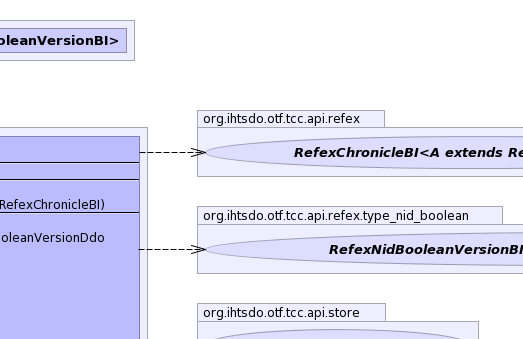 oleanVersionBI>
org.ihtsdo.otf.tcc.api.refex
RefexChronicleBI<A extends Re
RefexChronicleBI)
org.ihtsdo.otf.tcc.api.refex.type_nid_boolean
oleanVersionDdo
RefexNidBooleanVersionBI
org.ihtsdo.otf.tcc.api.store